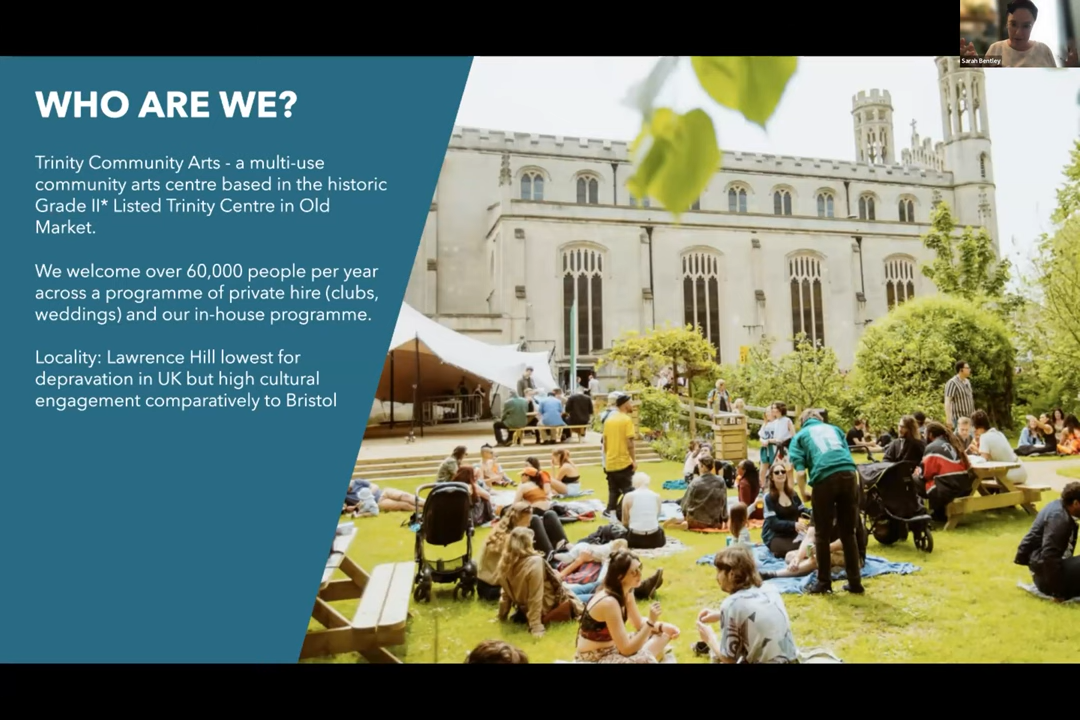 Sarah Bentley
WHO ARE WE?
Trinity Community Arts - a multi-use
community arts centre based in the historic
Grade II* Listed Trinity Centre in Old
Market.
We welcome over 60,000 people per year
across a programme of private hire (clubs,
weddings) and our in-house programme.
Locality: Lawrence Hill lowest for
depravation in UK but high cultural
engagement comparatively to Bristol